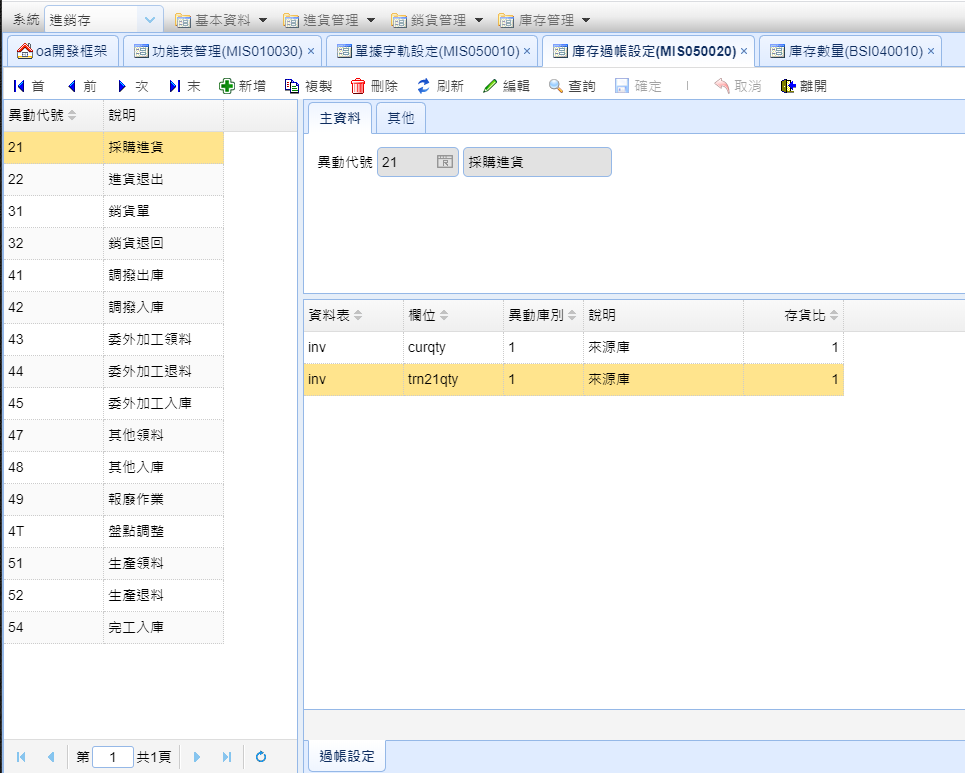 系統 進銷存 基本資料 進貨管理 銷貨管理 庫存管理
oa開發框架 功能表管理(MIS010030) × 單據字軌設定(MIS050010) × 庫存過帳設定(MIS050020) × 庫存數量(BSI040010) ×
首 前 次 末 新增 複製 刪除 刷新 編輯 查詢 確定 取消 離開
異動代號 說明
21 採購進貨
22 進貨退出
31 銷貨單
32 銷貨退回
41 調撥出庫
42 調撥入庫
43 委外加工領料
44 委外加工退料
45 委外加工入庫
47 其他領料
48 其他入庫
49 報廢作業
4T 盤點調整
51 生產領料
52 生產退料
54 完工入庫
第 1 共1頁
主資料 其他
異動代號 21 採購進貨
資料表 欄位 異動庫別 說明 存貨比
inv curqty 1 來源庫 1
inv trn21qty 1 來源庫 1
過帳設定